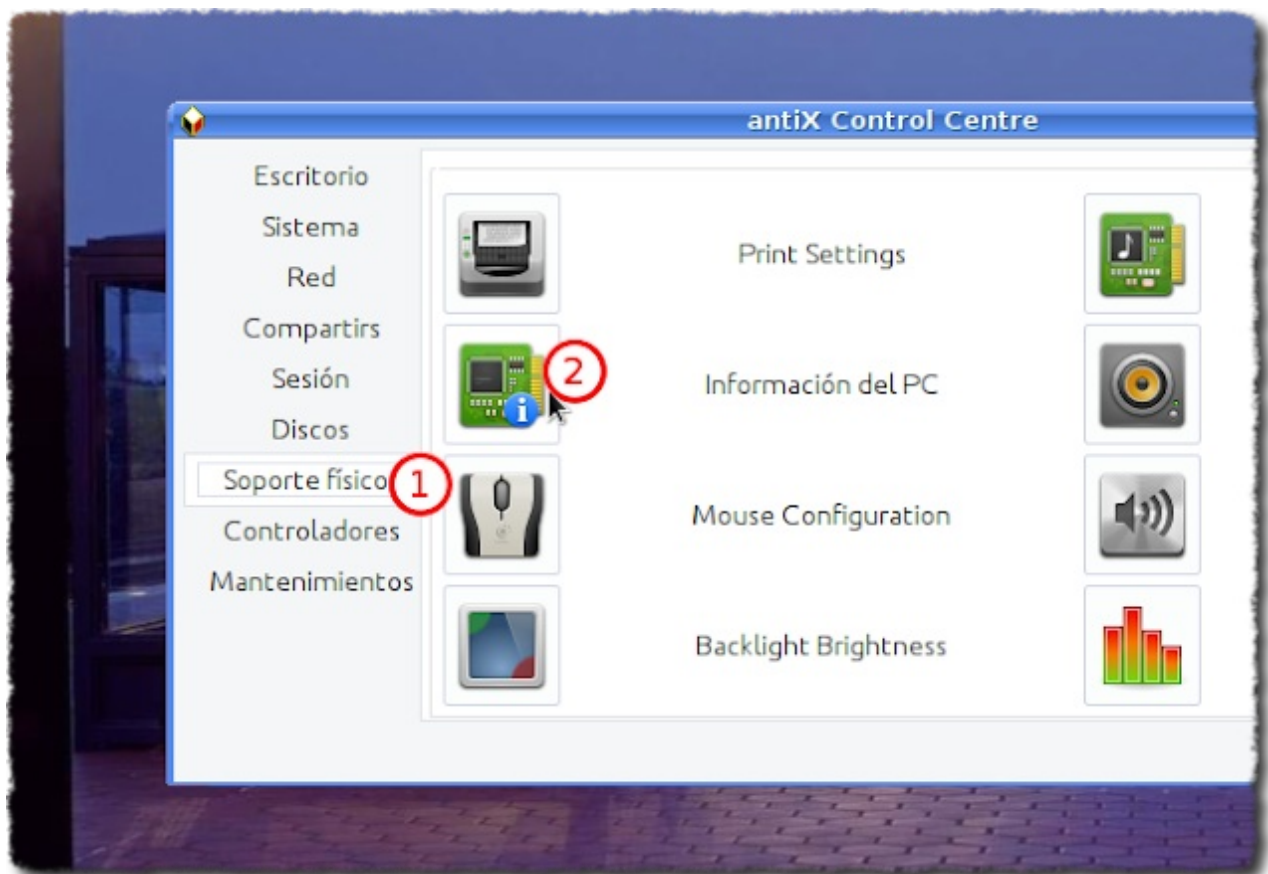 antiX Control Centre
Escritorio
Sistema
Red
Compartirs
Sesión
Discos
Soporte físico
1
Controladores
Mantenimientos
Print Settings
2
Información del PC
Mouse Configuration
Backlight Brightness